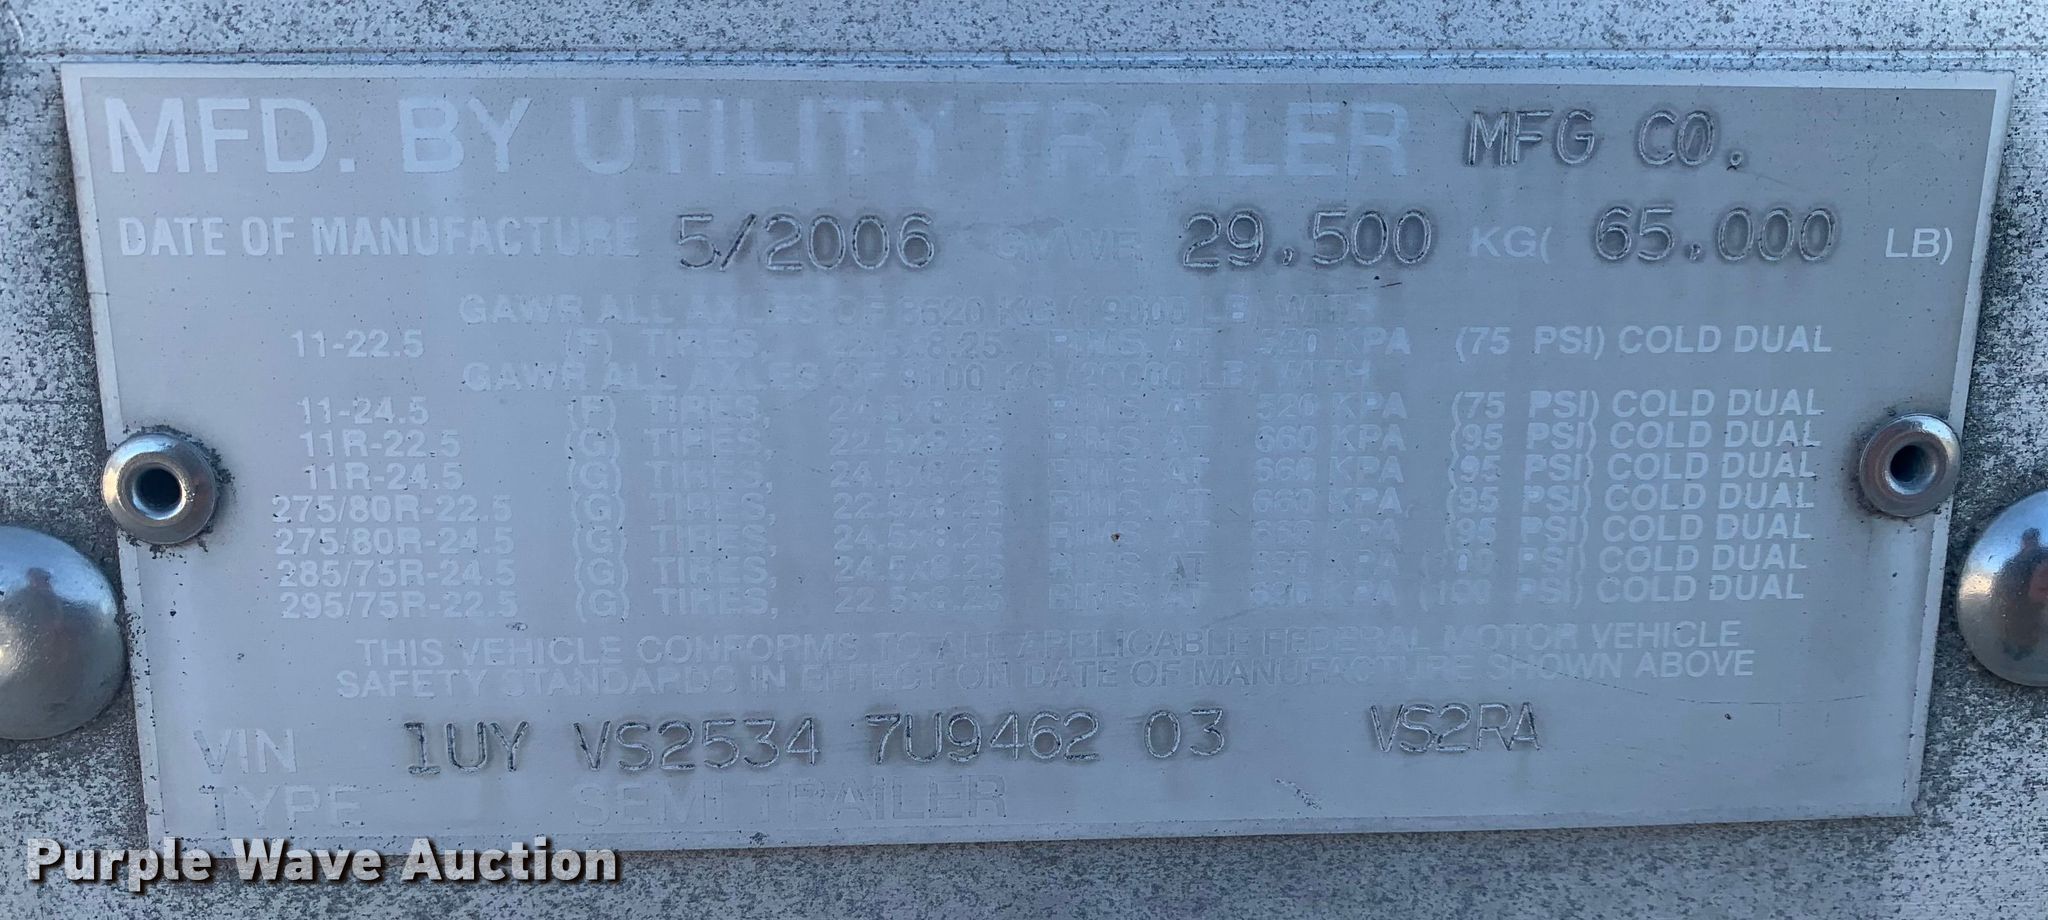 MFD. BY UTILITY TRAILER MFG CO.
DATE OF MANUFACTURE 5/2006 GVWR 29,500 KG( 65,000 LB)
GAWR ALL AXLES OF 8620 KG (19000 LB) WITH
11-22.5 (F) TIRES, 22.5x8.25 RIMS, AT 520 KPA (75 PSI) COLD DUAL
GAWR ALL AXLES OF 9100 KG (20000 LB) WITH
11-24.5 (F) TIRES, 24.5x8.25 RIMS, AT 520 KPA (75 PSI) COLD DUAL
11R-22.5 (G) TIRES, 22.5x8.25 RIMS, AT 660 KPA (95 PSI) COLD DUAL
11R-24.5 (G) TIRES, 24.5x8.25 RIMS, AT 660 KPA (95 PSI) COLD DUAL
275/80R-22.5 (G) TIRES, 22.5x8.25 RIMS, AT 660 KPA, (95 PSI) COLD DUAL
275/80R-24.5 (G) TIRES, 24.5x8.25 RIMS, AT 660 KPA (95 PSI) COLD DUAL
285/75R-24.5 (G) TIRES, 24.5x8.25 RIMS, AT KPA (100 PSI) COLD DUAL
295/75R-22.5 (G) TIRES, 22.5x8.25 RIMS, AT KPA (100 PSI) COLD DUAL
THIS VEHICLE CONFORMS TO ALL APPLICABLE FEDERAL MOTOR VEHICLE
SAFETY STANDARDS IN EFFECT ON DATE OF MANUFACTURE SHOWN ABOVE
VIN 1UY VS2534 7U9462 03 VS2RA
TYPE SEMI TRAILER
Purple Wave Auction